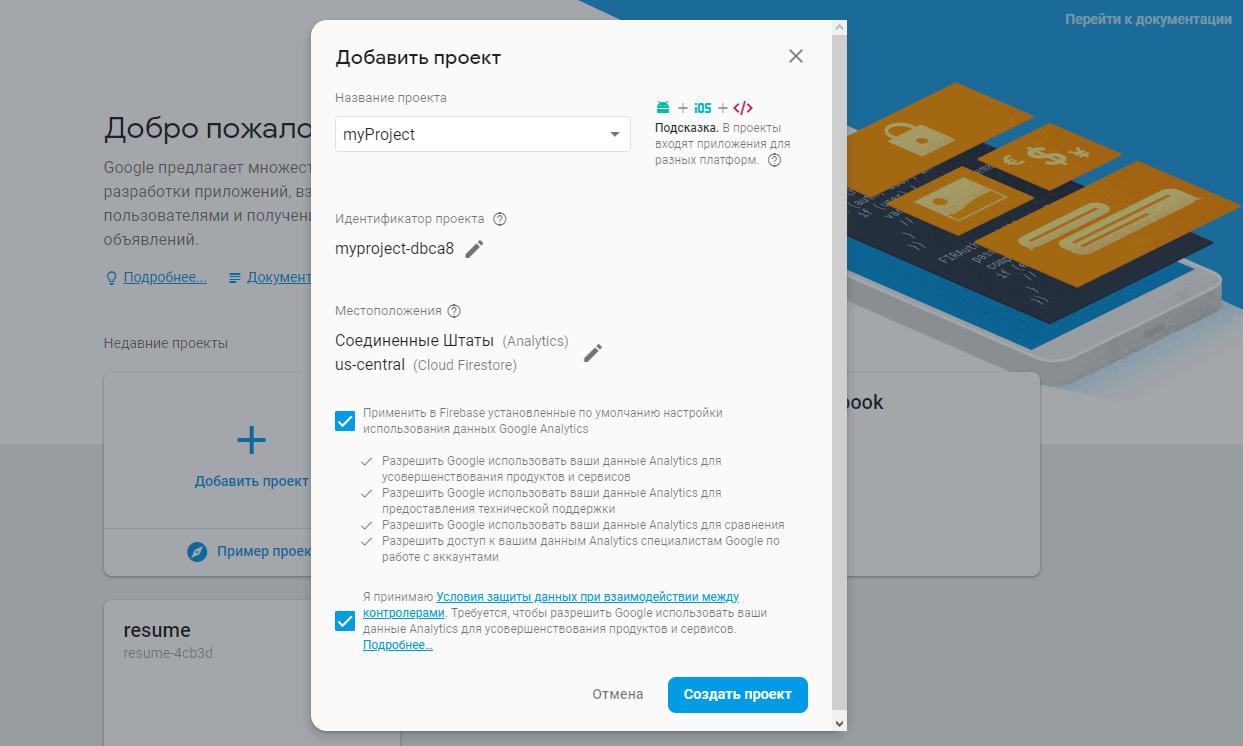 Перейти к документации
Добро пожало
Google предлагает множест
разработки приложений, вз
пользователями и получени
объявлений.
Подробнее...
Документ
Недавние проекты
Добавить проект
Пример проек
resume
resume-4cb3d
book
Добавить проект
Название проекта
myProject
iOS
Подсказка. В проекты
входят приложения для
разных платформ.
Идентификатор проекта
myproject-dbca8
Местоположения
Соединенные Штаты (Analytics)
us-central (Cloud Firestore)
Применить в Firebase установленные по умолчанию настройки
использования данных Google Analytics
Разрешить Google использовать ваши данные Analytics для
усовершенствования продуктов и сервисов
Разрешить Google использовать ваши данные Analytics для
предоставления технической поддержки
Разрешить Google использовать ваши данные Analytics для сравнения
Разрешить доступ к вашим данным Analytics специалистам Google по
работе с аккаунтами
Я принимаю Условия защиты данных при взаимодействии между
контролерами. Требуется, чтобы разрешить Google использовать ваши
данные Analytics для усовершенствования продуктов и сервисов.
Подробнее...
Отмена
Создать проект